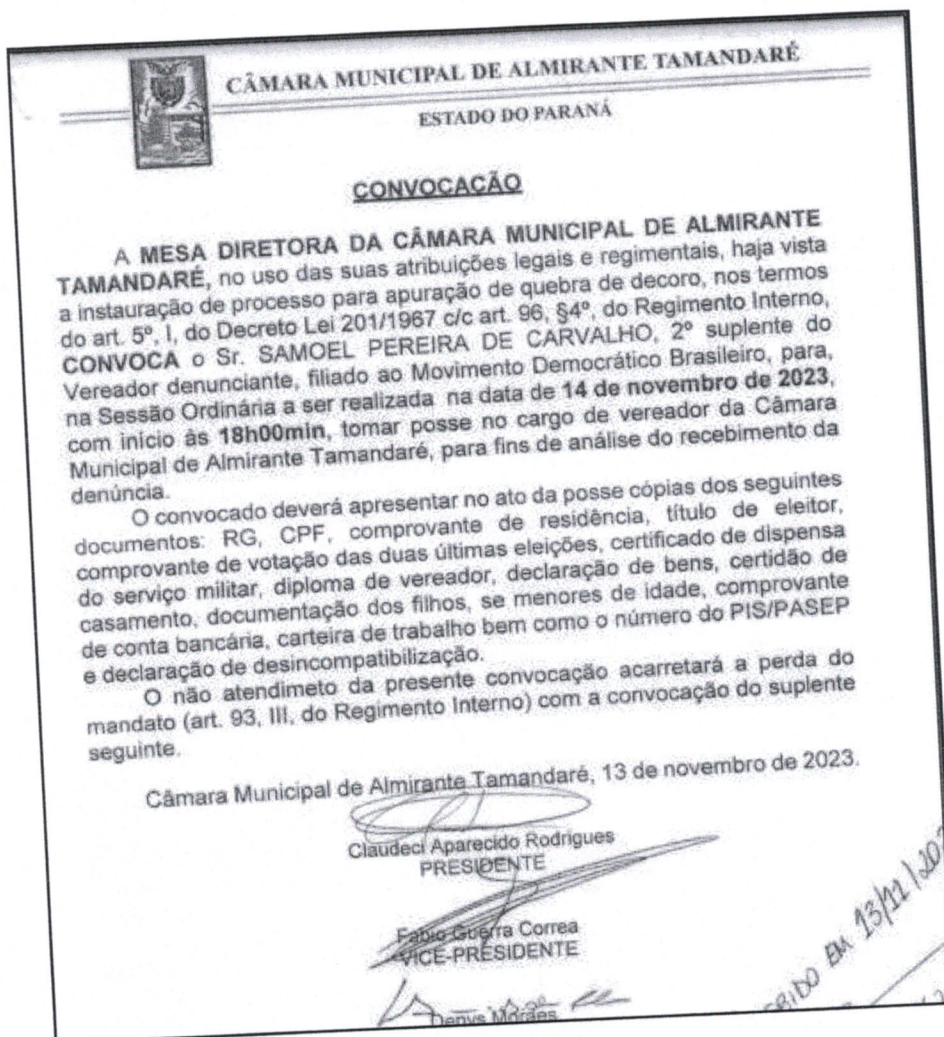 CÂMARA MUNICIPAL DE ALMIRANTE TAMANDARÉ
ESTADO DO PARANÁ
CONVOCAÇÃO
A MESA DIRETORA DA CÂMARA MUNICIPAL DE ALMIRANTE
TAMANDARÉ, no uso das suas atribuições legais e regimentais, haja vista
a instauração de processo para apuração de quebra de decoro, nos termos
do art. 5º, I, do Decreto Lei 201/1967 c/c art. 96, §4º, do Regimento Interno,
CONVOCA o Sr. SAMOEL PEREIRA DE CARVALHO, 2º suplente do
Vereador denunciante, filiado ao Movimento Democrático Brasileiro, para,
na Sessão Ordinária a ser realizada na data de 14 de novembro de 2023,
com início às 18h00min, tomar posse no cargo de vereador da Câmara
Municipal de Almirante Tamandaré, para fins de análise do recebimento da
denúncia.
O convocado deverá apresentar no ato da posse cópias dos seguintes
documentos: RG, CPF, comprovante de residência, título de eleitor,
comprovante de votação das duas últimas eleições, certificado de dispensa
do serviço militar, diploma de vereador, declaração de bens, certidão de
casamento, documentação dos filhos, se menores de idade, comprovante
de conta bancária, carteira de trabalho bem como o número do PIS/PASEP
e declaração de desincompatibilização.
O não atendimeto da presente convocação acarretará a perda do
mandato (art. 93, III, do Regimento Interno) com a convocação do suplente
seguinte.
Câmara Municipal de Almirante Tamandaré, 13 de novembro de 2023.
Claudeci Aparecido Rodrigues
PRESIDENTE
Fabio Guerra Correa
VICE-PRESIDENTE
Denys Moraes
EM 13/11/202